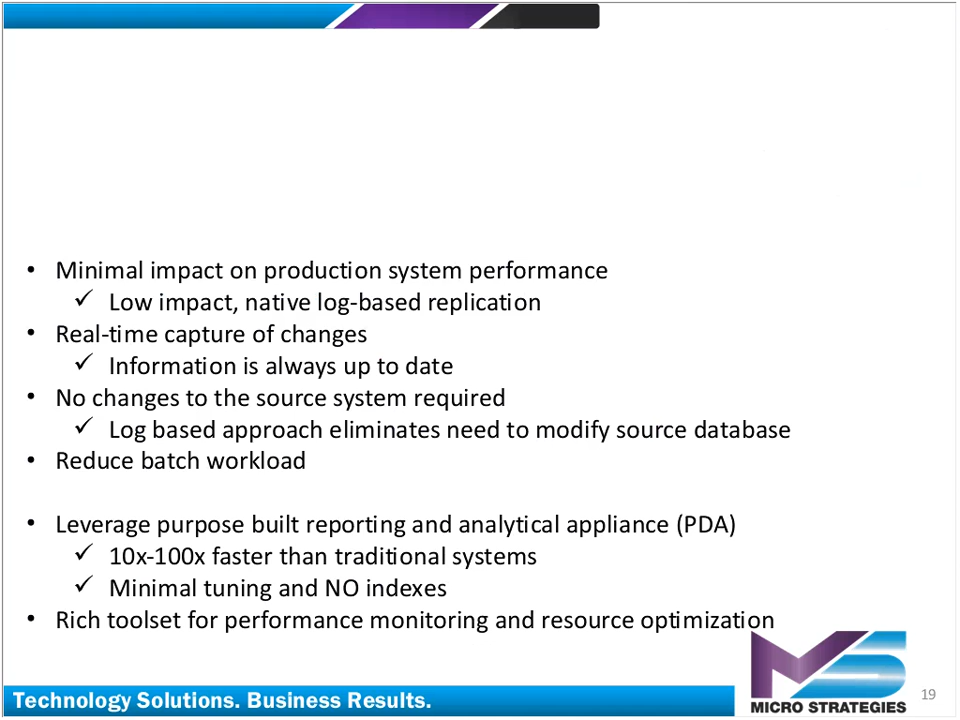 • Minimal impact on production system performance
✓ Low impact, native log-based replication
• Real-time capture of changes
✓ Information is always up to date
• No changes to the source system required
✓ Log based approach eliminates need to modify source database
• Reduce batch workload
• Leverage purpose built reporting and analytical appliance (PDA)
✓ 10x-100x faster than traditional systems
✓ Minimal tuning and NO indexes
• Rich toolset for performance monitoring and resource optimization
Technology Solutions. Business Results.
MS
MICRO STRATEGIES
19